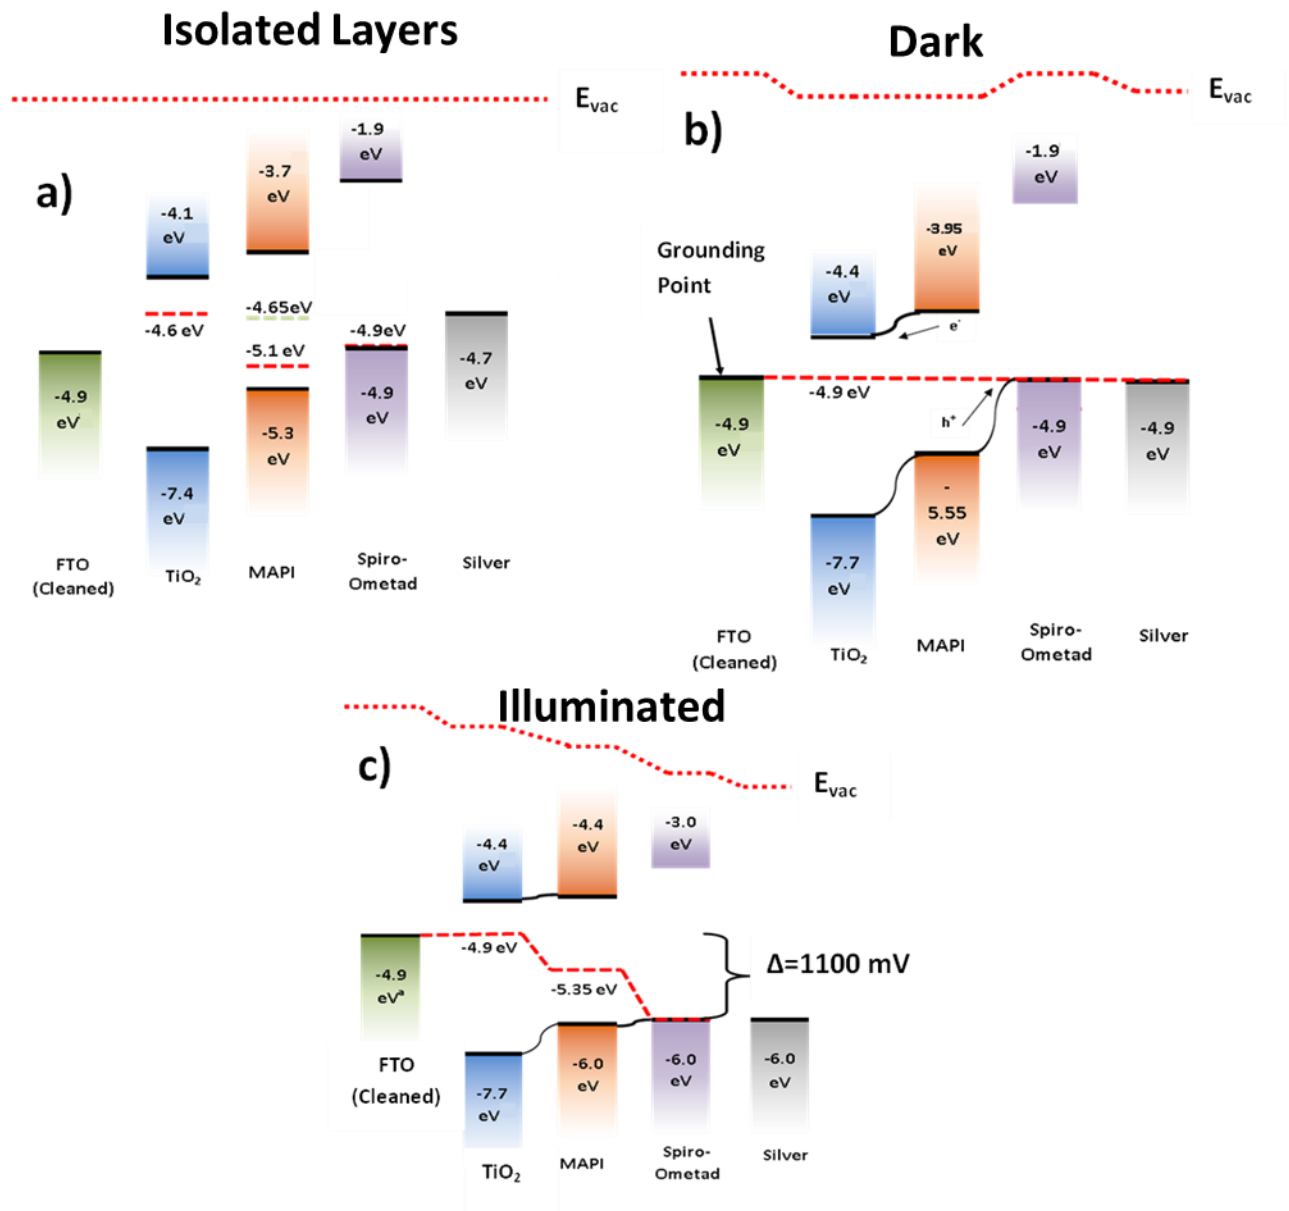 Isolated Layers
E_vac
a)
-1.9
eV
-3.7
eV
-4.1
eV
-4.65eV
-4.6 eV
-4.9eV
-5.1 eV
-4.7
eV
-4.9
eV
-4.9
eV
-5.3
eV
-7.4
eV
FTO
(Cleaned)
TiO₂
MAPI
Spiro-
Ometad
Silver
Dark
E_vac
b)
-1.9
eV
-3.95
eV
Grounding
Point
-4.4
eV
e⁻
-4.9 eV
h⁺
-4.9
eV
-4.9
eV
-4.9
eV
-
5.55
eV
-7.7
eV
FTO
(Cleaned)
TiO₂
MAPI
Spiro-
Ometad
Silver
Illuminated
c)
E_vac
-4.4
eV
-4.4
eV
-3.0
eV
-4.9 eV
-5.35 eV
Δ=1100 mV
-4.9
eVª
-7.7
eV
-6.0
eV
-6.0
eV
-6.0
eV
FTO
(Cleaned)
TiO₂
MAPI
Spiro-
Ometad
Silver